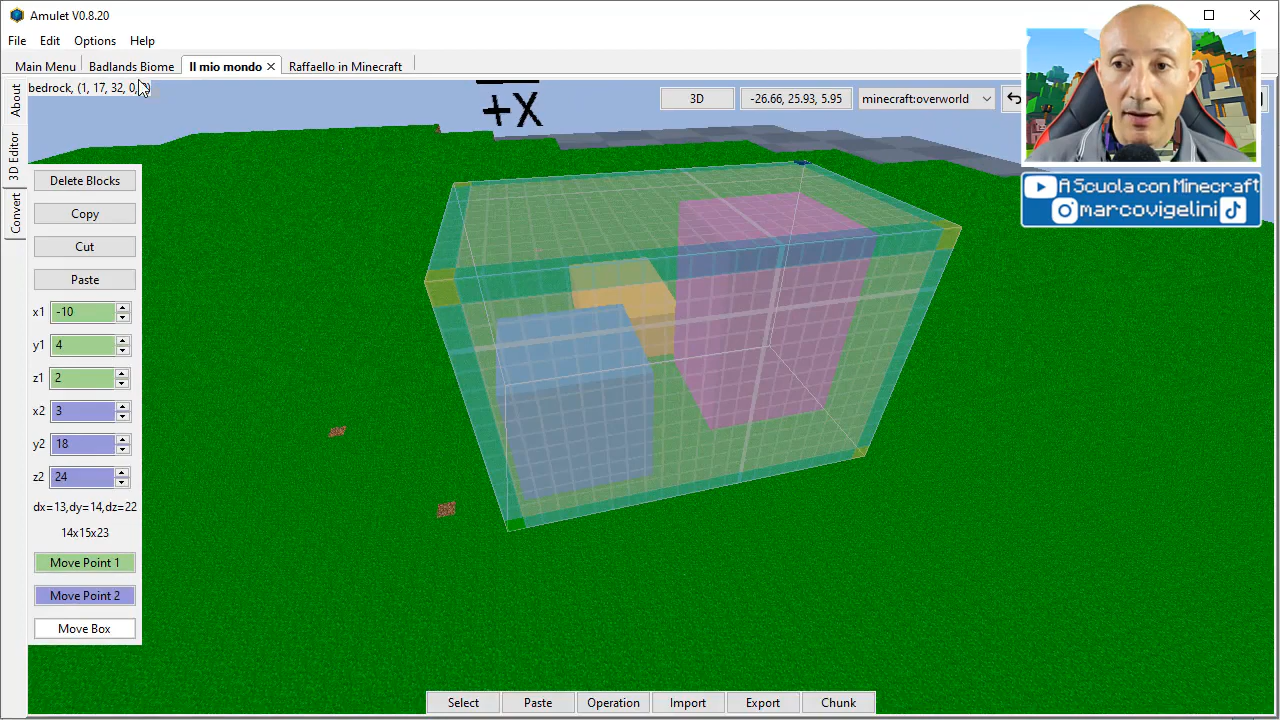 Amulet V0.8.20
File Edit Options Help
Main Menu Badlands Biome Il mio mondo Raffaello in Minecraft
About
3D Editor
Convert
bedrock, (1, 17, 32, 0,
+X
3D
-26.66, 25.93, 5.95
minecraft:overworld
Delete Blocks
Copy
Cut
Paste
x1 -10
y1 4
z1 2
x2 3
y2 18
z2 24
dx=13,dy=14,dz=22
14x15x23
Move Point 1
Move Point 2
Move Box
Select Paste Operation Import Export Chunk
A Scuola con Minecraft
marcovigelini